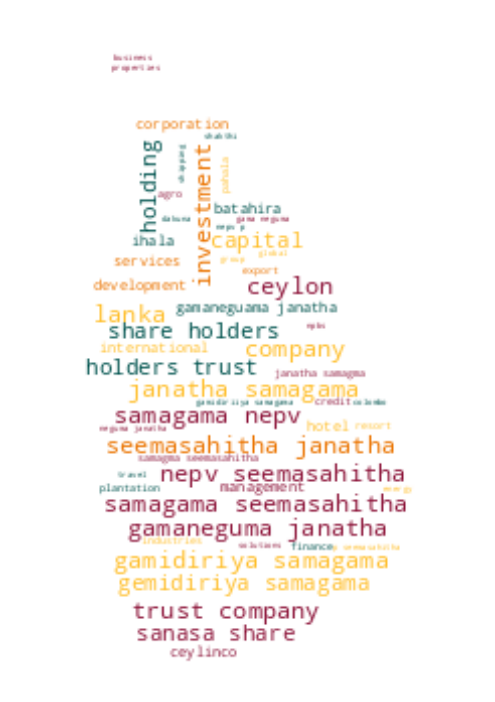 business
properties
corporation
shakthi
holding
investment
pahala
agro
batahira
dakuna
gama neguma
nepv p
ihala
capital
global
services
group
export
development
ceylon
lanka
gamaneguama janatha
share holders
npbs
international
company
holders trust
janatha samagma
janatha samagama
gamidiriya samagama
credit
colombo
samagama nepv
neguma janatha
hotel
resort
seemasahitha janatha
samagma seemasahitha
travel
nepv seemasahitha
plantation
management
energy
samagama seemasahitha
gamaneguma janatha
industries
solutions
finance
p seemasahitha
gamidiriya samagama
gemidiriya samagama
trust company
sanasa share
ceylinco